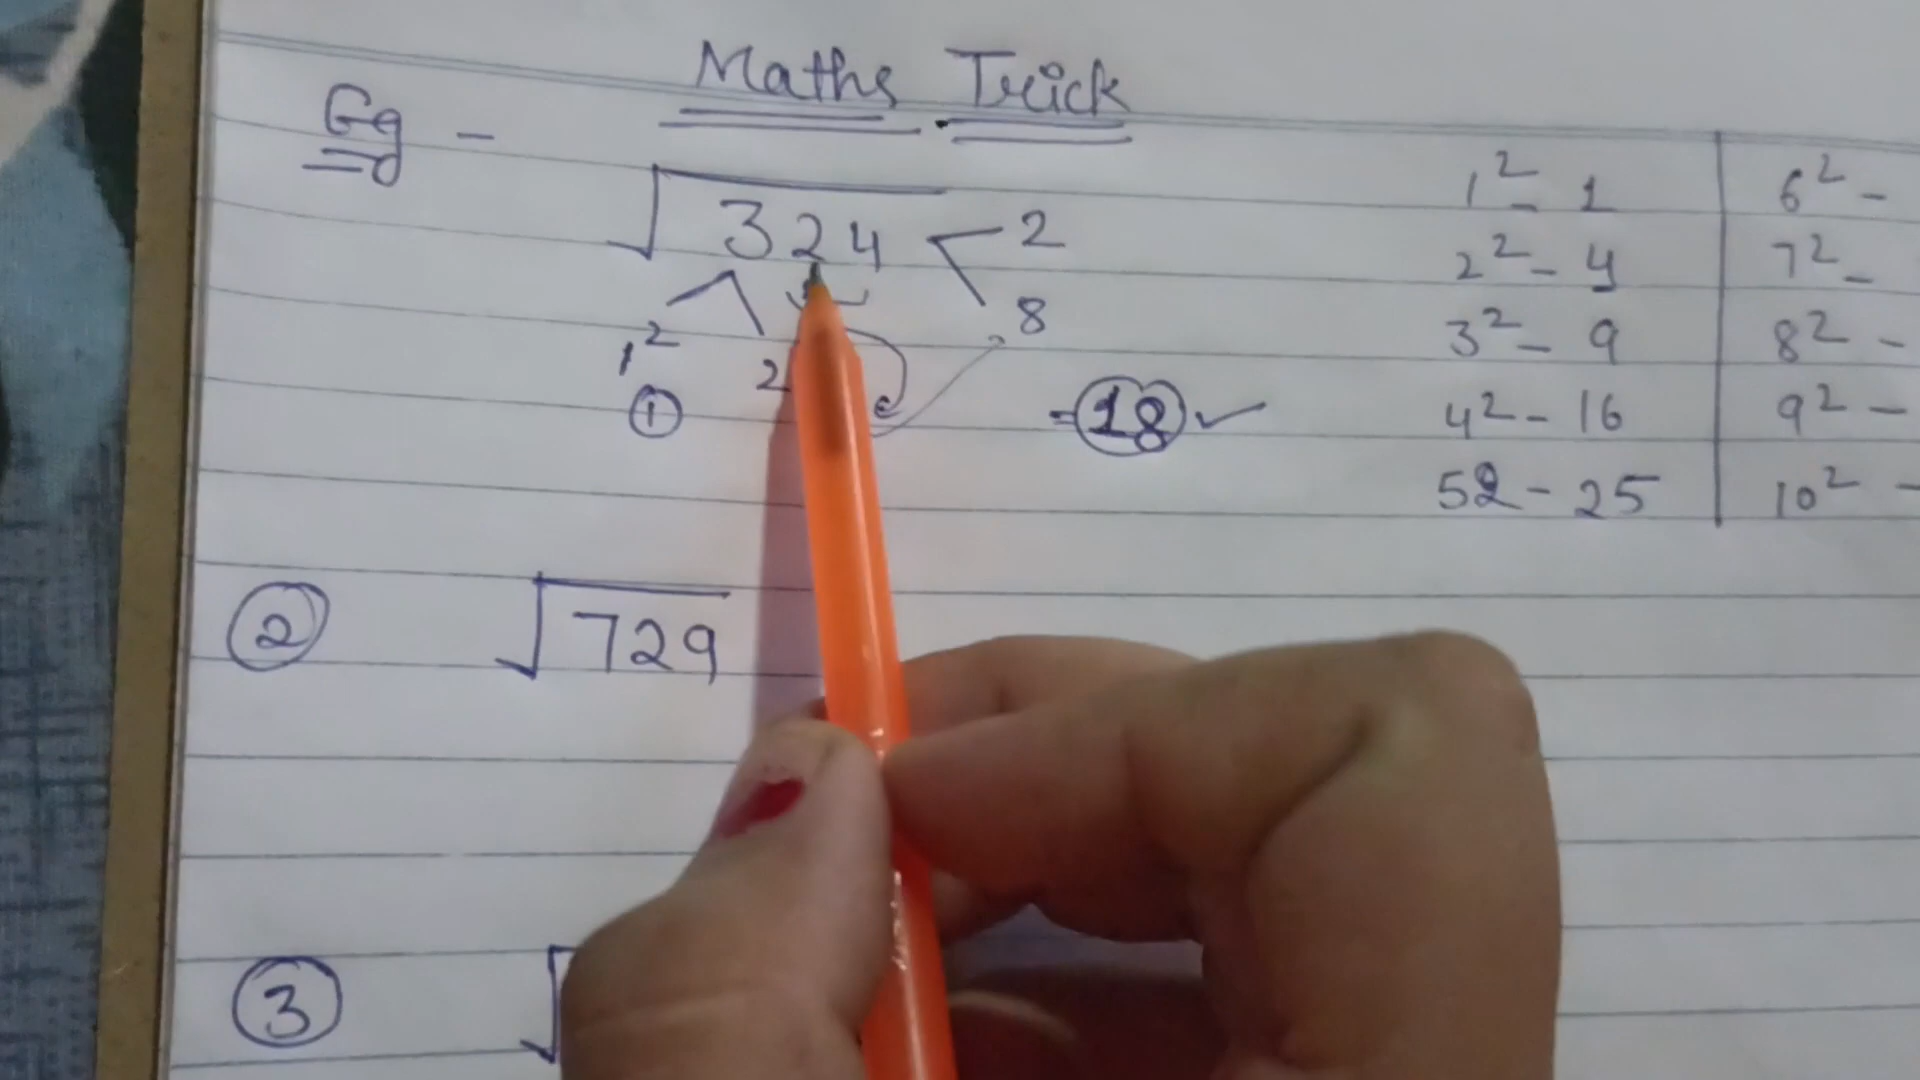 Maths Trick
Eg -
√324 < 2
8
1² 2
①
= 18 ✓
1² - 1
2² - 4
3² - 9
4² - 16
52 - 25
6² -
7² -
8² -
9² -
10² -
② √729
③ √